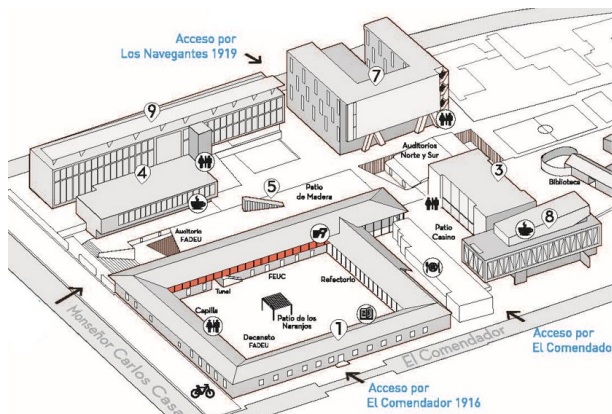 Acceso por
Los Navegantes 1919
7
9
4
Auditorios
Norte y Sur
3
Biblioteca
5
Patio
de Madera
Patio
Casino
8
Auditorio
FADEU
FEUC
Tunel
Refectorio
Capilla
Patio de los
Naranjos
Decanato
FADEU
1
Monseñor Carlos Casa
El Comendador
Acceso por
El Comendado
Acceso por
El Comendador 1916